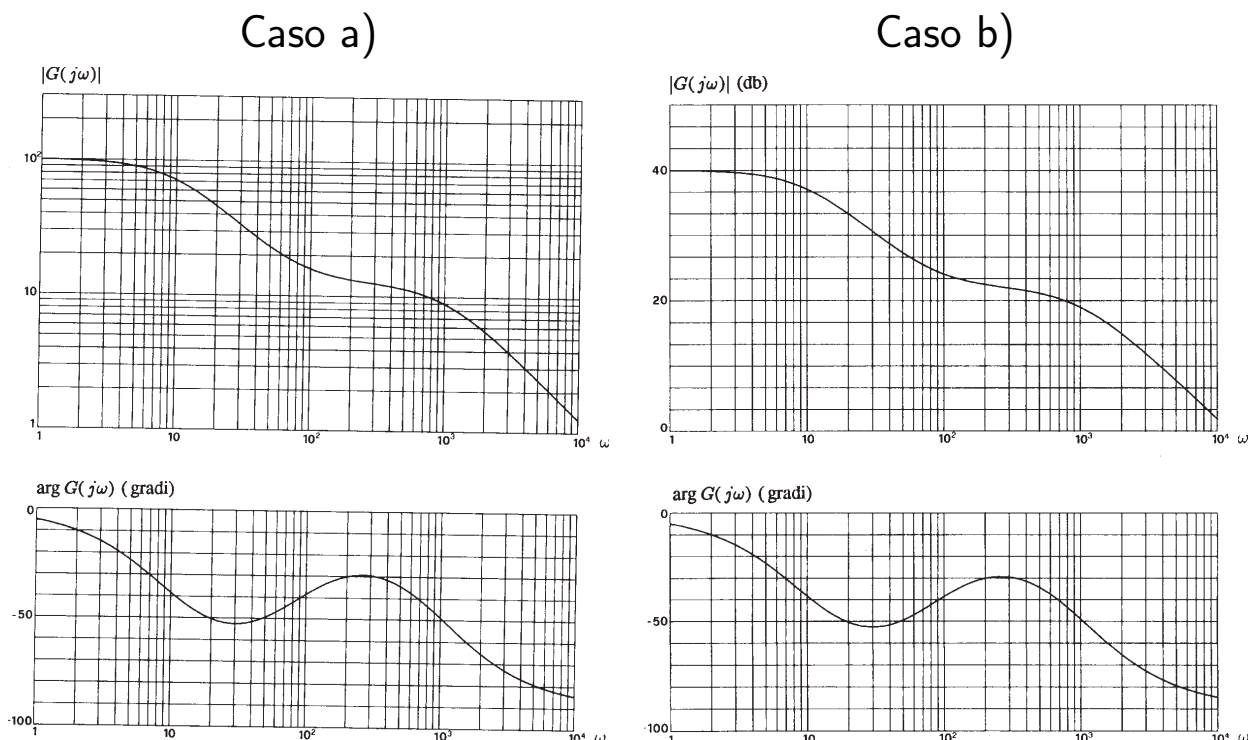 Caso a)
Caso b)
|G(jω)|
10²
10
1
1 10 10² 10³ 10⁴ ω
|G(jω)| (db)
40
20
0
1 10 10² 10³ 10⁴ ω
arg G(jω) (gradi)
0
-50
-100
1 10 10² 10³ 10⁴ ω
arg G(jω) (gradi)
0
-50
-100
1 10 10² 10³ 10⁴ ω